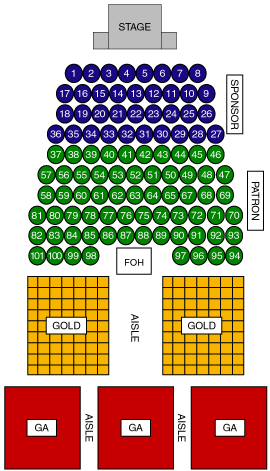 STAGE
1 2 3 4 5 6 7 8
17 16 15 14 13 12 11 10 9
18 19 20 21 22 23 24 25 26
36 35 34 33 32 31 30 29 28 27
SPONSOR
37 38 39 40 41 42 43 44 45 46
57 56 55 54 53 52 51 50 49 48 47
58 59 60 61 62 63 64 65 67 68 69
81 80 79 78 77 76 75 74 73 72 71 70
82 83 84 85 86 87 88 89 90 91 92 93
101 100 99 98 97 96 95 94
PATRON
FOH
GOLD
AISLE
GOLD
GA
AISLE
GA
AISLE
GA